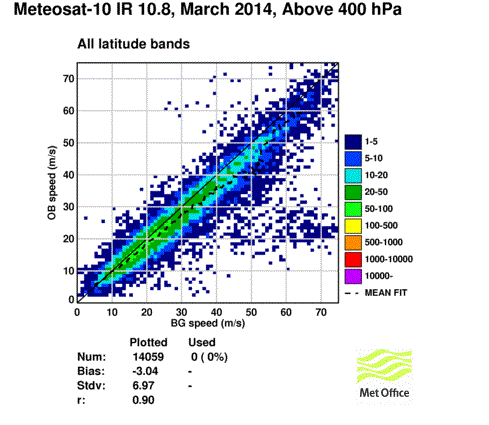 Meteosat-10 IR 10.8, March 2014, Above 400 hPa
All latitude bands
OB speed (m/s)
70
60
50
40
30
20
10
0
0 10 20 30 40 50 60 70
BG speed (m/s)
1-5
5-10
10-20
20-50
50-100
100-500
500-1000
1000-10000
10000-
MEAN FIT
Plotted Used
Num: 14059 0 ( 0%)
Bias: -3.04 -
Stdv: 6.97 -
r: 0.90
Met Office